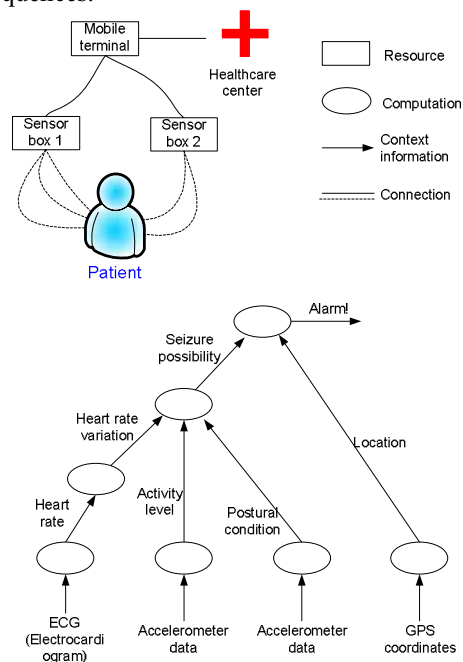 quences.
Mobile
terminal
Healthcare
center
Resource
Computation
Context
information
Connection
Sensor
box 1
Sensor
box 2
Patient
Alarm!
Seizure
possibility
Heart rate
variation
Location
Heart
rate
Activity
level
Postural
condition
ECG
(Electrocardi
ogram)
Accelerometer
data
Accelerometer
data
GPS
coordinates